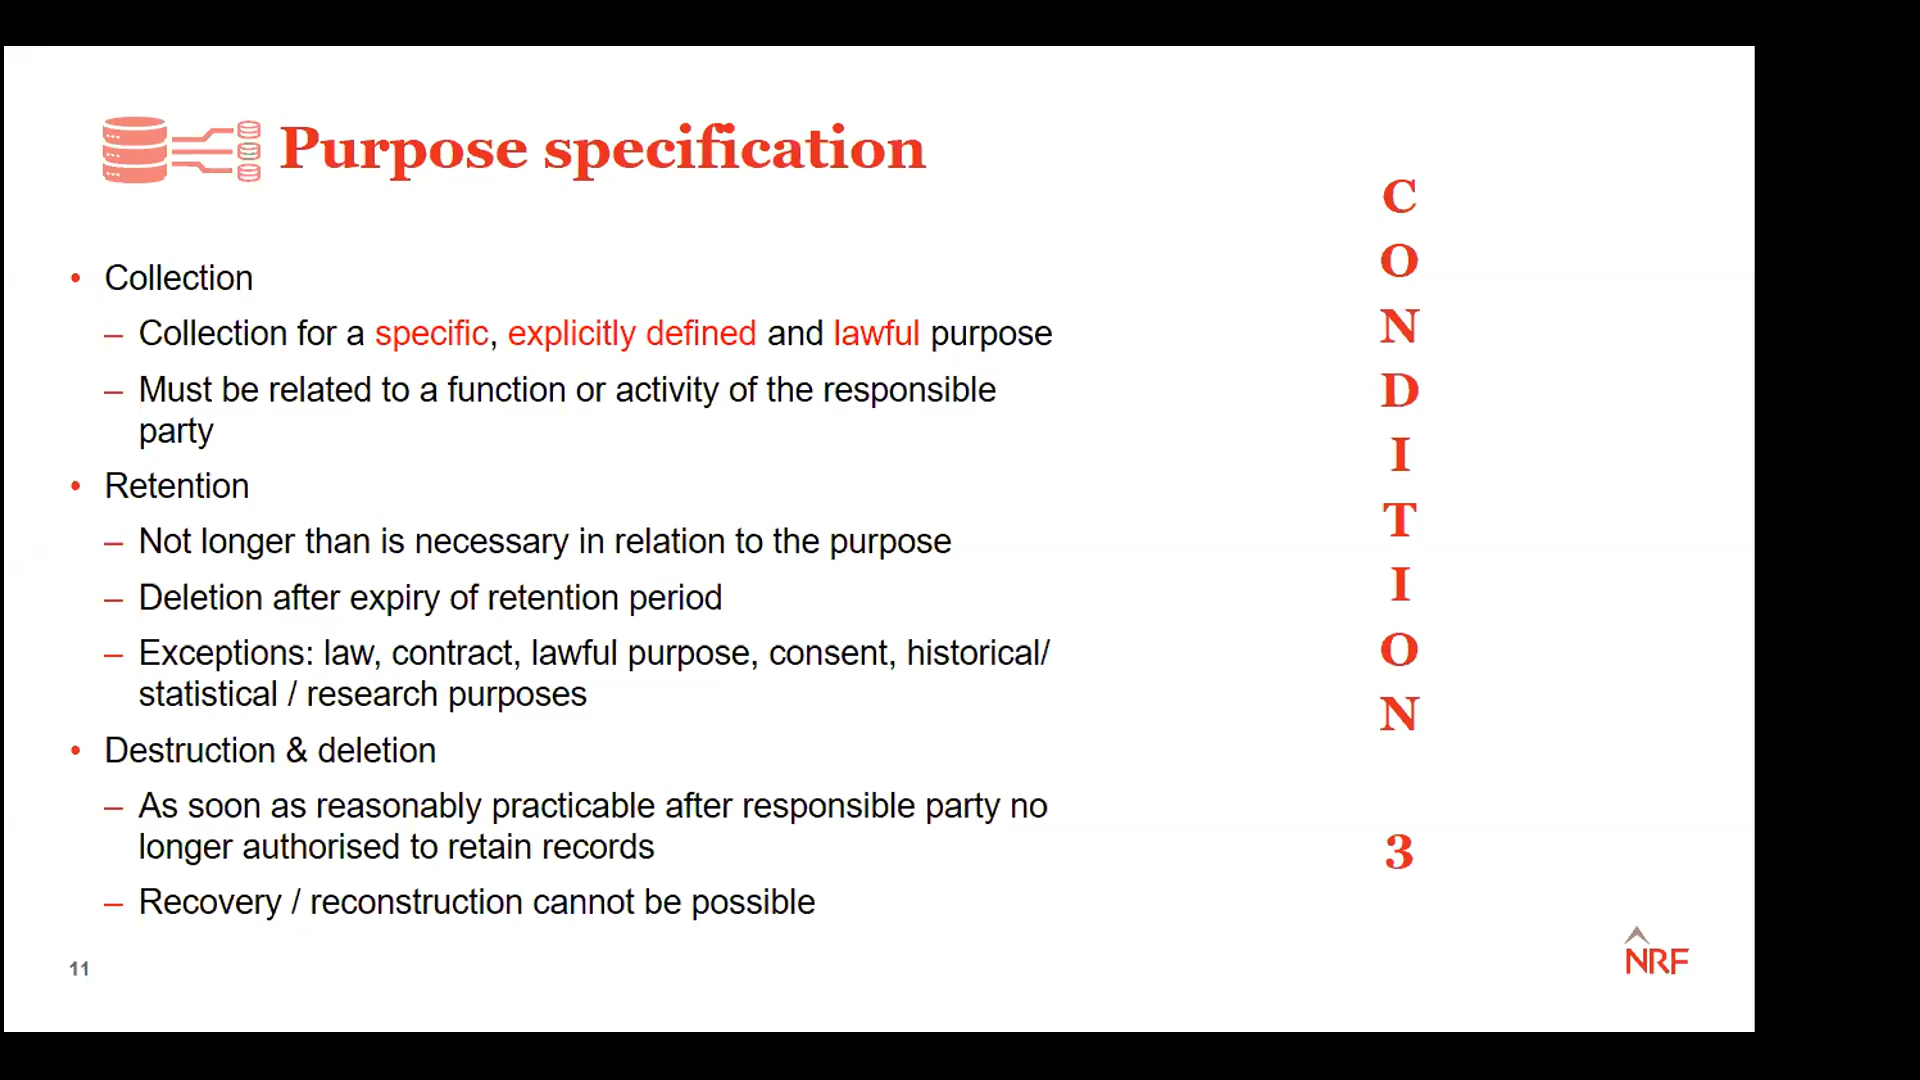 Purpose specification
• Collection
– Collection for a specific, explicitly defined and lawful purpose
– Must be related to a function or activity of the responsible
party
• Retention
– Not longer than is necessary in relation to the purpose
– Deletion after expiry of retention period
– Exceptions: law, contract, lawful purpose, consent, historical/
statistical / research purposes
• Destruction & deletion
– As soon as reasonably practicable after responsible party no
longer authorised to retain records
– Recovery / reconstruction cannot be possible
C
O
N
D
I
T
I
O
N
3
11
NRF